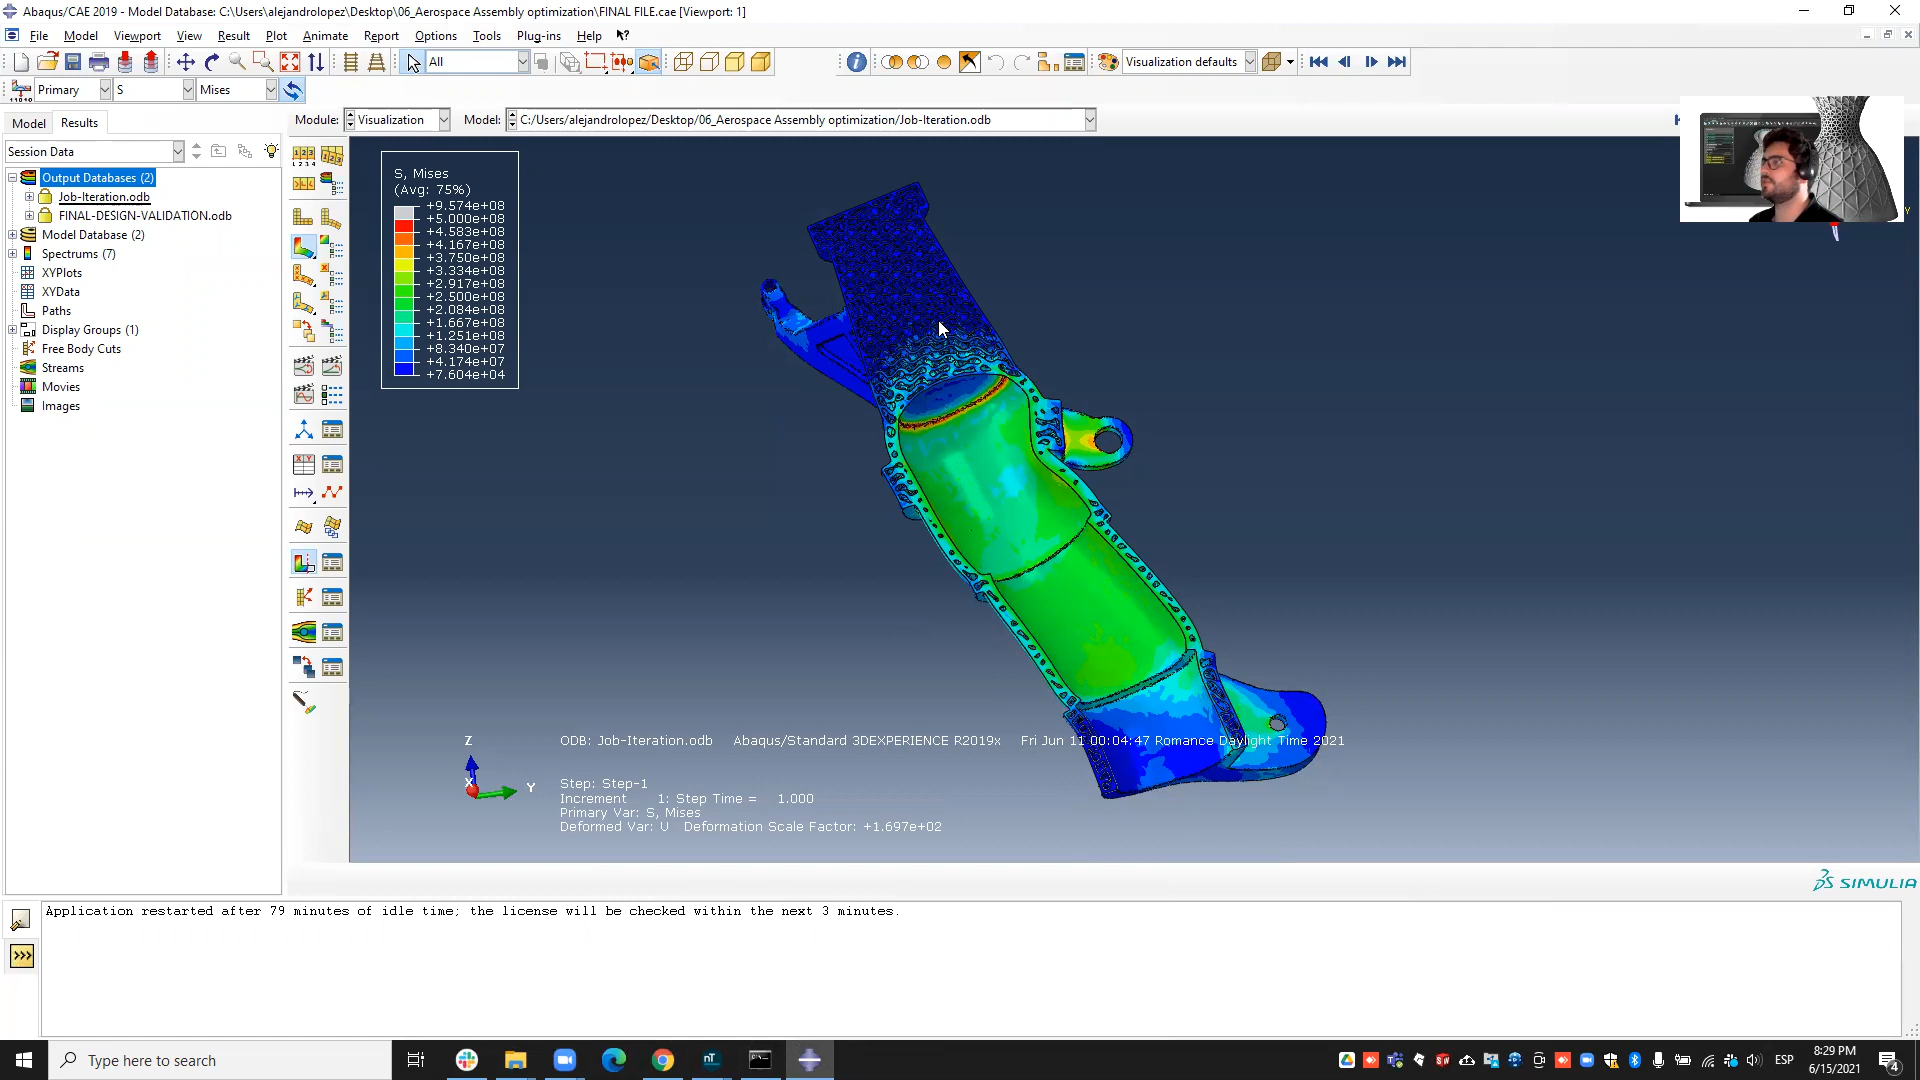 Abaqus/CAE 2019 - Model Database: C:\Users\alejandrolopez\Desktop\06_Aerospace Assembly optimization\FINAL FILE.cae [Viewport: 1]
File Model Viewport View Result Plot Animate Report Options Tools Plug-ins Help
All
Visualization defaults
Primary S Mises
Model Results
Module: Visualization Model: C:/Users/alejandrolopez/Desktop/06_Aerospace Assembly optimization/Job-Iteration.odb
Session Data
Output Databases (2)
Job-Iteration.odb
FINAL-DESIGN-VALIDATION.odb
Model Database (2)
Spectrums (7)
XYPlots
XYData
Paths
Display Groups (1)
Free Body Cuts
Streams
Movies
Images
S, Mises
(Avg: 75%)
+9.574e+08
+5.000e+08
+4.583e+08
+4.167e+08
+3.750e+08
+3.334e+08
+2.917e+08
+2.500e+08
+2.084e+08
+1.667e+08
+1.251e+08
+8.340e+07
+4.174e+07
+7.604e+04
Y
Z
X
Y
ODB: Job-Iteration.odb Abaqus/Standard 3DEXPERIENCE R2019x Fri Jun 11 00:04:47 Romance Daylight Time 2021
Step: Step-1
Increment 1: Step Time = 1.000
Primary Var: S, Mises
Deformed Var: U Deformation Scale Factor: +1.697e+02
SIMULIA
Application restarted after 79 minutes of idle time; the license will be checked within the next 3 minutes.
>>>
Type here to search
nT
ESP
8:29 PM
6/15/2021
4